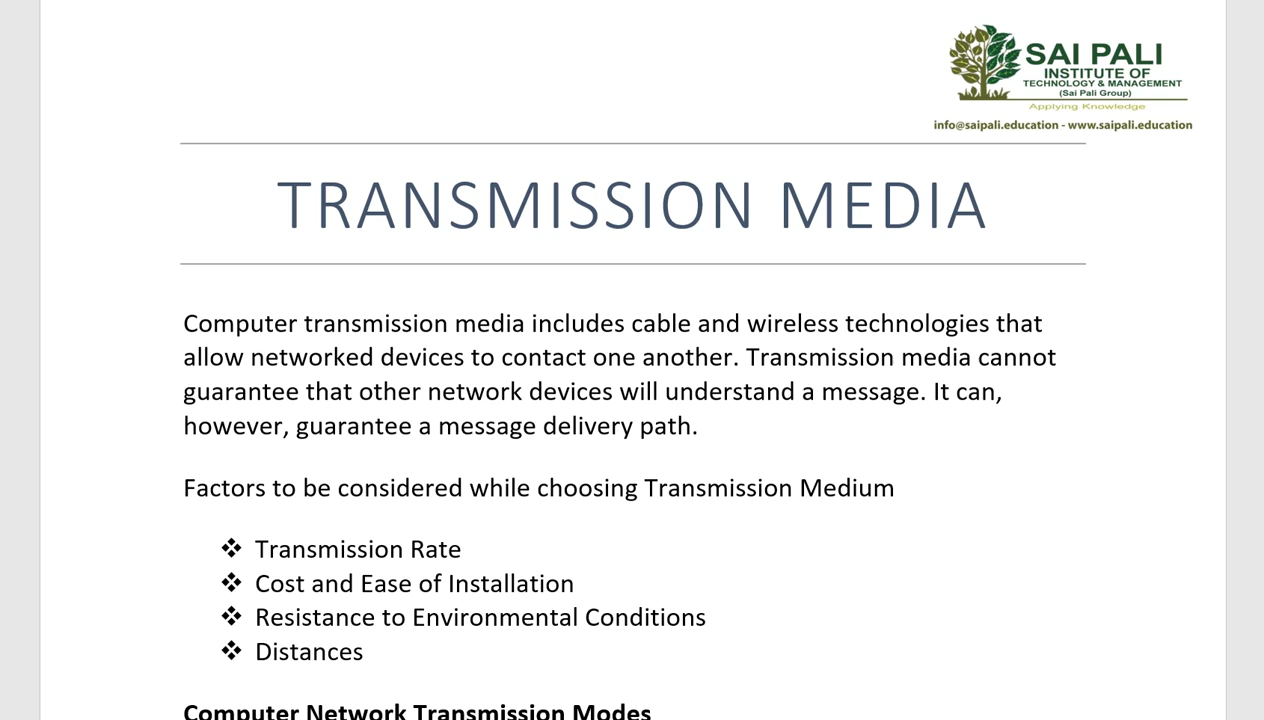 SAI PALI
INSTITUTE OF
TECHNOLOGY & MANAGEMENT
(Sai Pali Group)
Applying Knowledge
info@saipali.education - www.saipali.education
TRANSMISSION MEDIA
Computer transmission media includes cable and wireless technologies that
allow networked devices to contact one another. Transmission media cannot
guarantee that other network devices will understand a message. It can,
however, guarantee a message delivery path.
Factors to be considered while choosing Transmission Medium
❖ Transmission Rate
❖ Cost and Ease of Installation
❖ Resistance to Environmental Conditions
❖ Distances
Computer Network Transmission Modes